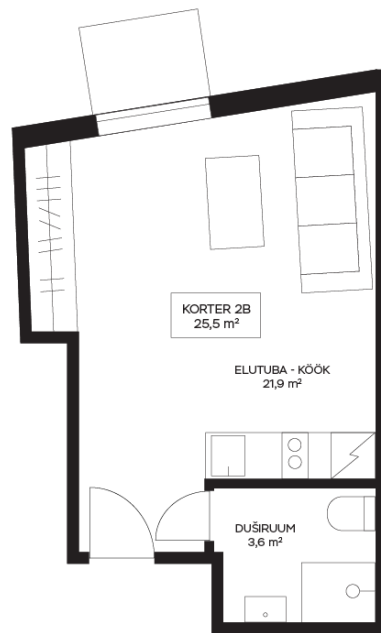 KORTER 2B
25,5 m²
ELUTUBA - KÖÖK
21,9 m²
DUŠIRUUM
3,6 m²